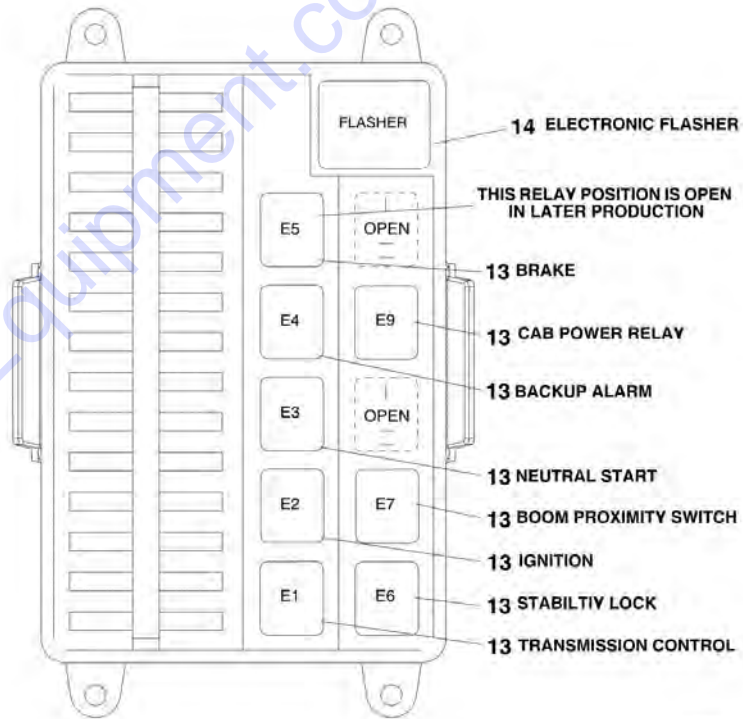 FLASHER
14 ELECTRONIC FLASHER
THIS RELAY POSITION IS OPEN
IN LATER PRODUCTION
E5
OPEN
13 BRAKE
E4
E9
13 CAB POWER RELAY
13 BACKUP ALARM
E3
OPEN
13 NEUTRAL START
E2
E7
13 BOOM PROXIMITY SWITCH
13 IGNITION
E1
E6
13 STABILTIY LOCK
13 TRANSMISSION CONTROL